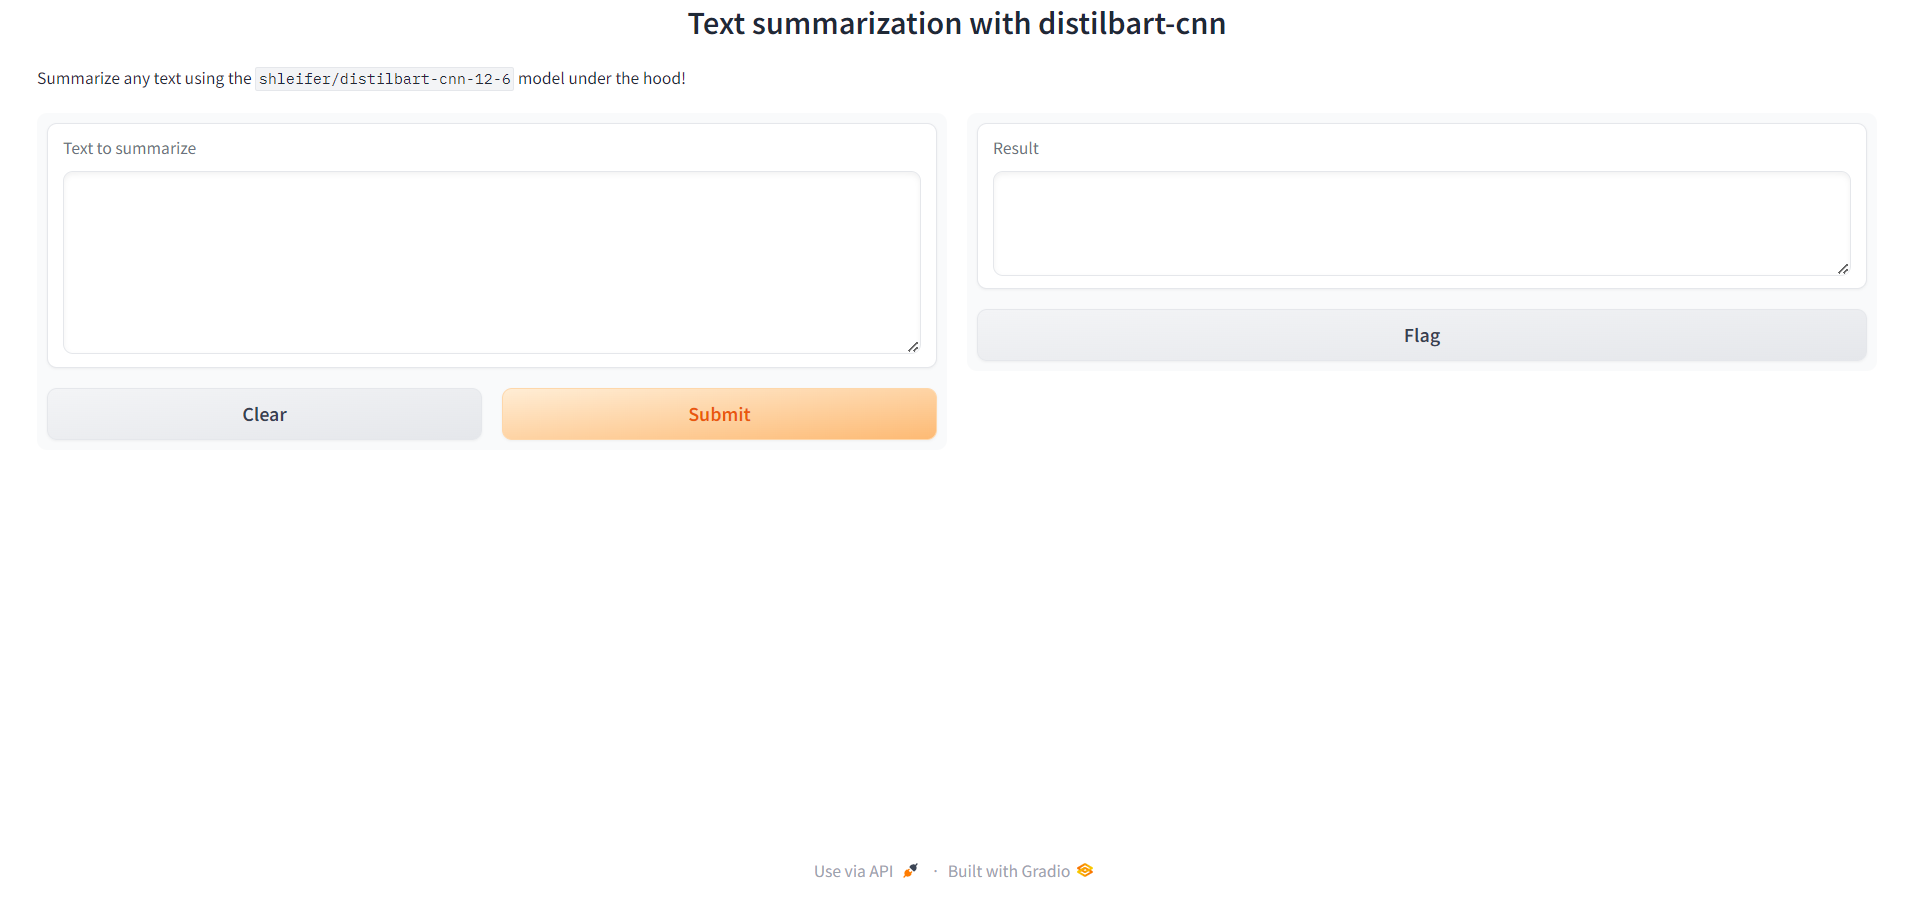 Text summarization with distilbart-cnn
Summarize any text using the shleifer/distilbart-cnn-12-6 model under the hood!
Text to summarize
Clear
Submit
Result
Flag
Use via API · Built with Gradio